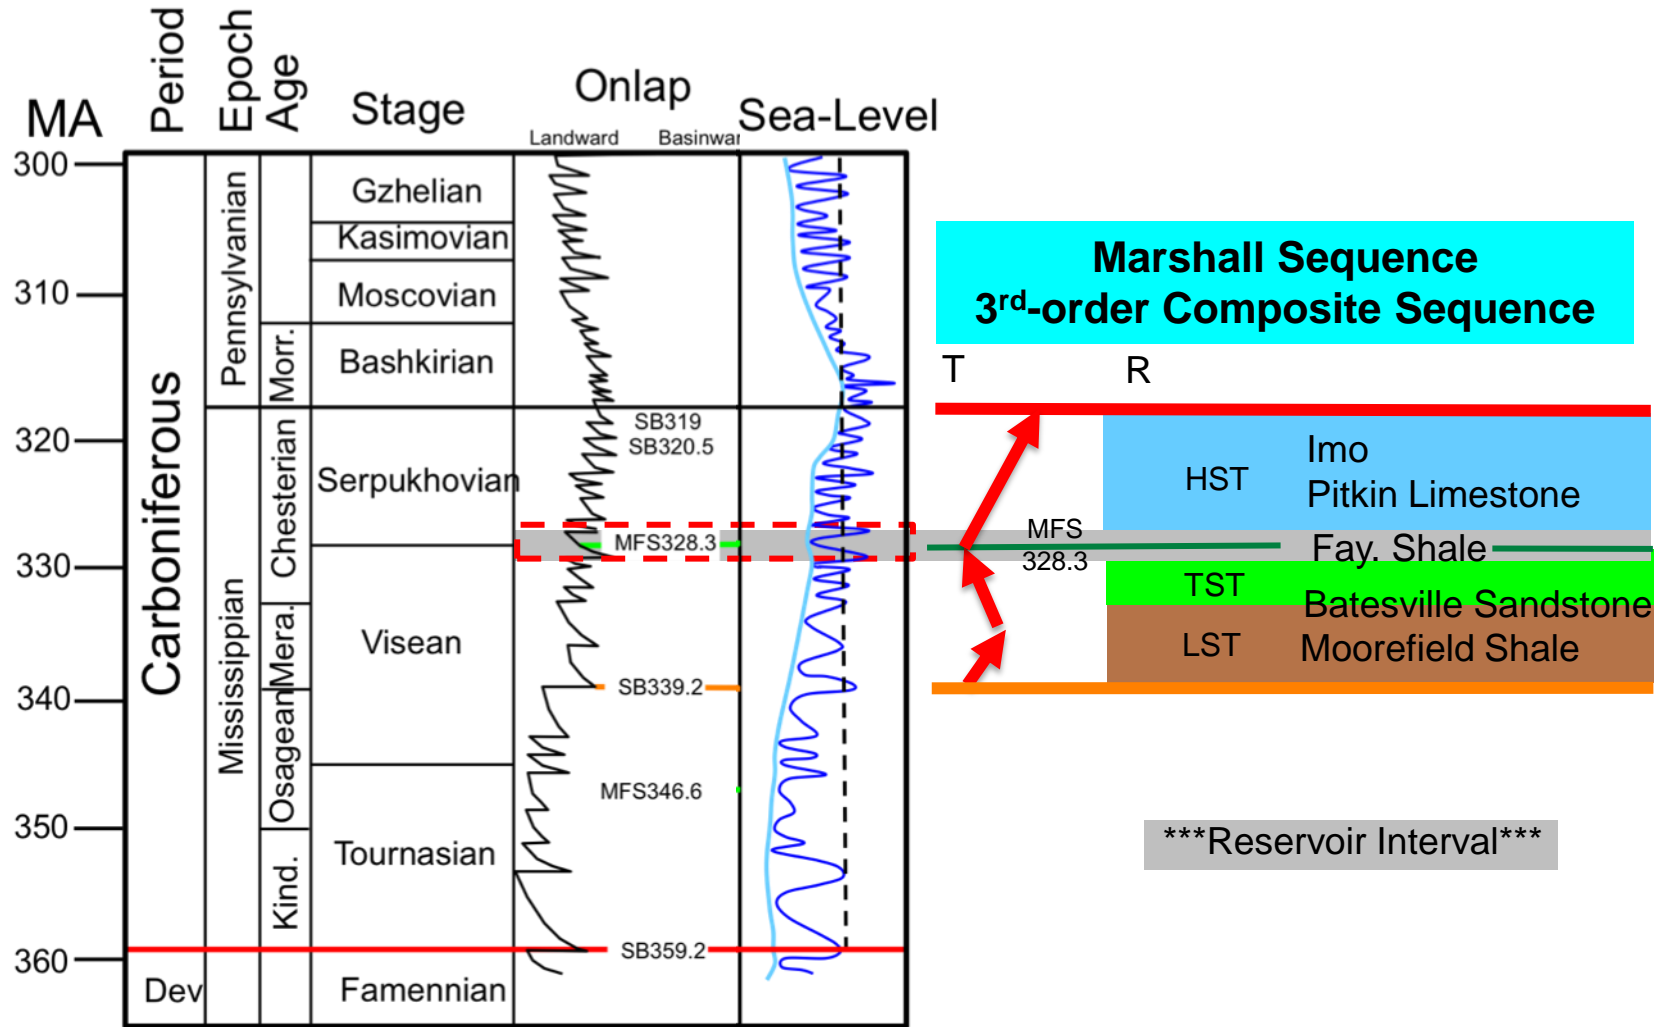 MA
Period
Epoch
Age
Stage
Onlap
Landward
Basinwar
Sea-Level
300
310
320
330
340
350
360
Carboniferous
Dev
Pennsylvanian
Mississippian
Morr.
Chesterian
Mera.
Osagean
Kind.
Gzhelian
Kasimovian
Moscovian
Bashkirian
Serpukhovian
Visean
Tournasian
Famennian
SB319
SB320.5
MFS328.3
SB339.2
MFS346.6
SB359.2
Marshall Sequence
3rd-order Composite Sequence
T R
HST
Imo
Pitkin Limestone
MFS
328.3
Fay. Shale
TST
Batesville Sandstone
LST
Moorefield Shale
***Reservoir Interval***